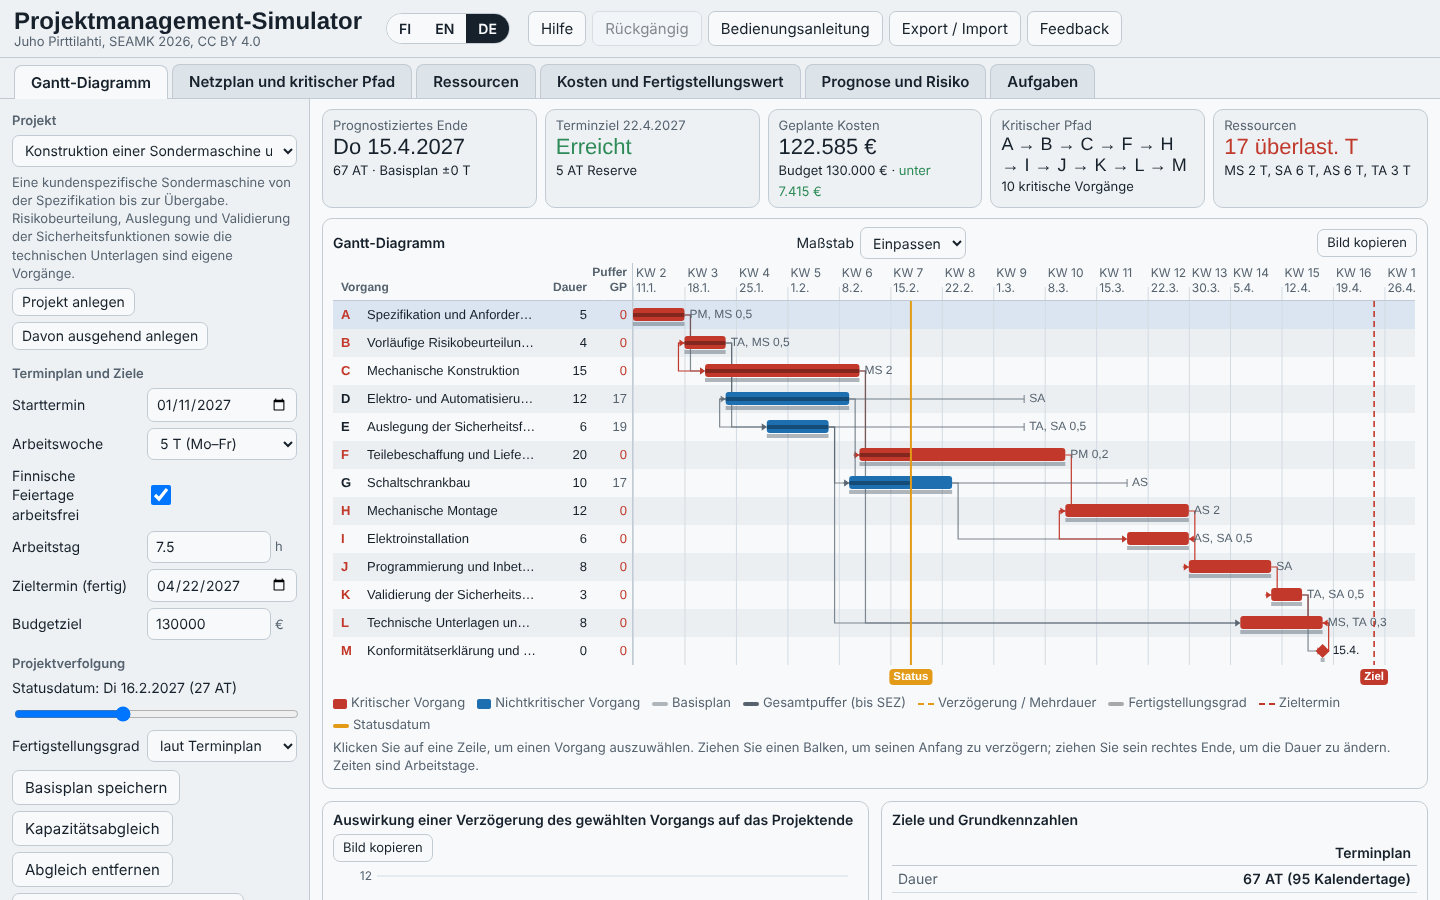 Projektmanagement-Simulator
Juho Pirttilahti, SEAMK 2026, CC BY 4.0
FI EN DE
Hilfe
Rückgängig
Bedienungsanleitung
Export / Import
Feedback
Gantt-Diagramm
Netzplan und kritischer Pfad
Ressourcen
Kosten und Fertigstellungswert
Prognose und Risiko
Aufgaben
Projekt
Konstruktion einer Sondermaschine u
Eine kundenspezifische Sondermaschine von
der Spezifikation bis zur Übergabe.
Risikobeurteilung, Auslegung und Validierung
der Sicherheitsfunktionen sowie die
technischen Unterlagen sind eigene
Vorgänge.
Projekt anlegen
Davon ausgehend anlegen
Terminplan und Ziele
Starttermin 01/11/2027
Arbeitswoche 5 T (Mo–Fr)
Finnische
Feiertage
arbeitsfrei
Arbeitstag 7.5 h
Zieltermin (fertig) 04/22/2027
Budgetziel 130000 €
Projektverfolgung
Statusdatum: Di 16.2.2027 (27 AT)
Fertigstellungsgrad laut Terminplan
Basisplan speichern
Kapazitätsabgleich
Abgleich entfernen
Prognostiziertes Ende
Do 15.4.2027
67 AT · Basisplan ±0 T
Terminziel 22.4.2027
Erreicht
5 AT Reserve
Geplante Kosten
122.585 €
Budget 130.000 € · unter
7.415 €
Kritischer Pfad
A → B → C → F → H
→ I → J → K → L → M
10 kritische Vorgänge
Ressourcen
17 überlast. T
MS 2 T, SA 6 T, AS 6 T, TA 3 T
Gantt-Diagramm
Maßstab Einpassen
Bild kopieren
Puffer KW 2 KW 3 KW 4 KW 5 KW 6 KW 7 KW 8 KW 9 KW 10 KW 11 KW 12 KW 13 KW 14 KW 15 KW 16 KW 1
Vorgang Dauer GP 11.1. 18.1. 25.1. 1.2. 8.2. 15.2. 22.2. 1.3. 8.3. 15.3. 22.3. 30.3. 5.4. 12.4. 19.4. 26.4.
A Spezifikation und Anforder… 5 0 PM, MS 0,5
B Vorläufige Risikobeurteilun… 4 0 TA, MS 0,5
C Mechanische Konstruktion 15 0 MS 2
D Elektro- und Automatisieru… 12 17 SA
E Auslegung der Sicherheitsf… 6 19 TA, SA 0,5
F Teilebeschaffung und Liefe… 20 0 PM 0,2
G Schaltschrankbau 10 17 AS
H Mechanische Montage 12 0 AS 2
I Elektroinstallation 6 0 AS, SA 0,5
J Programmierung und Inbet… 8 0 SA
K Validierung der Sicherheits… 3 0 TA, SA 0,5
L Technische Unterlagen un… 8 0 MS, TA 0,3
M Konformitätserklärung und … 0 0 15.4.
Status
Ziel
Kritischer Vorgang Nichtkritischer Vorgang Basisplan Gesamtpuffer (bis SEZ) Verzögerung / Mehrdauer Fertigstellungsgrad Zieltermin
Statusdatum
Klicken Sie auf eine Zeile, um einen Vorgang auszuwählen. Ziehen Sie einen Balken, um seinen Anfang zu verzögern; ziehen Sie sein rechtes Ende, um die Dauer zu ändern.
Zeiten sind Arbeitstage.
Auswirkung einer Verzögerung des gewählten Vorgangs auf das Projektende
Bild kopieren
12
Ziele und Grundkennzahlen
Terminplan
Dauer 67 AT (95 Kalendertage)